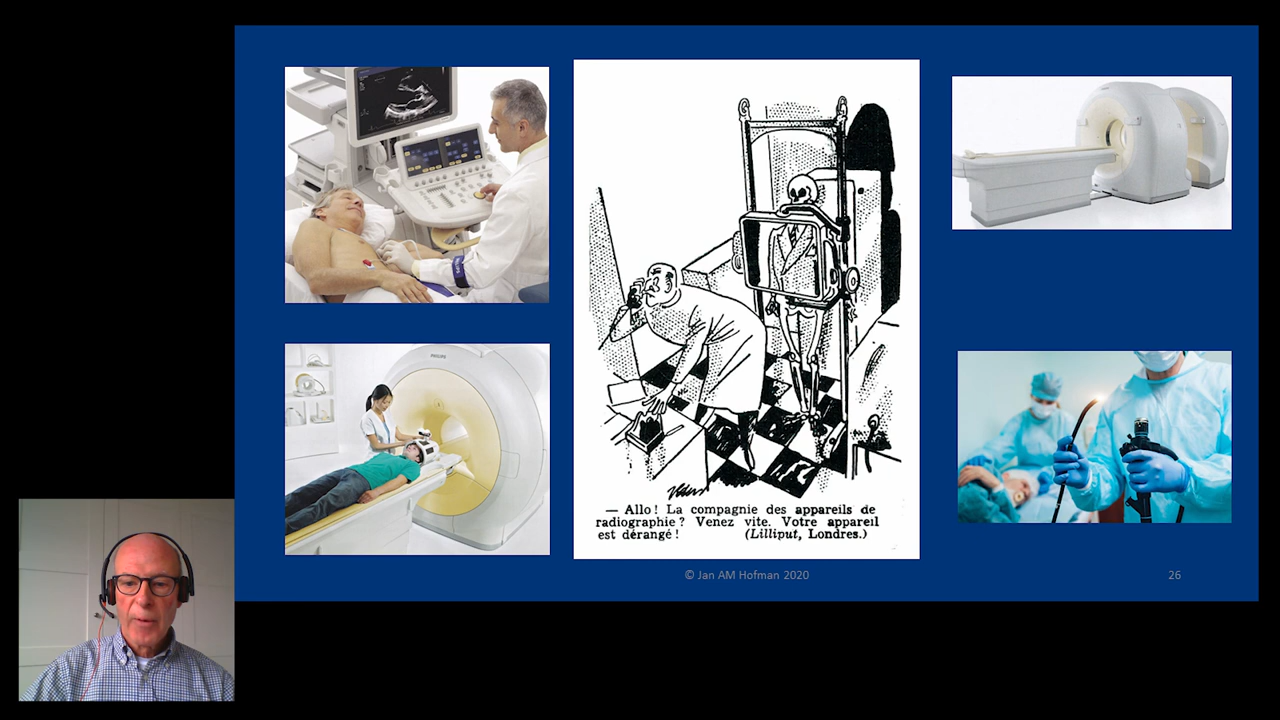 PHILIPS
— Allo ! La compagnie des appareils de
radiographie ? Venez vite. Votre appareil
est dérangé !    (Lilliput, Londres.)
© Jan AM Hofman 2020
26